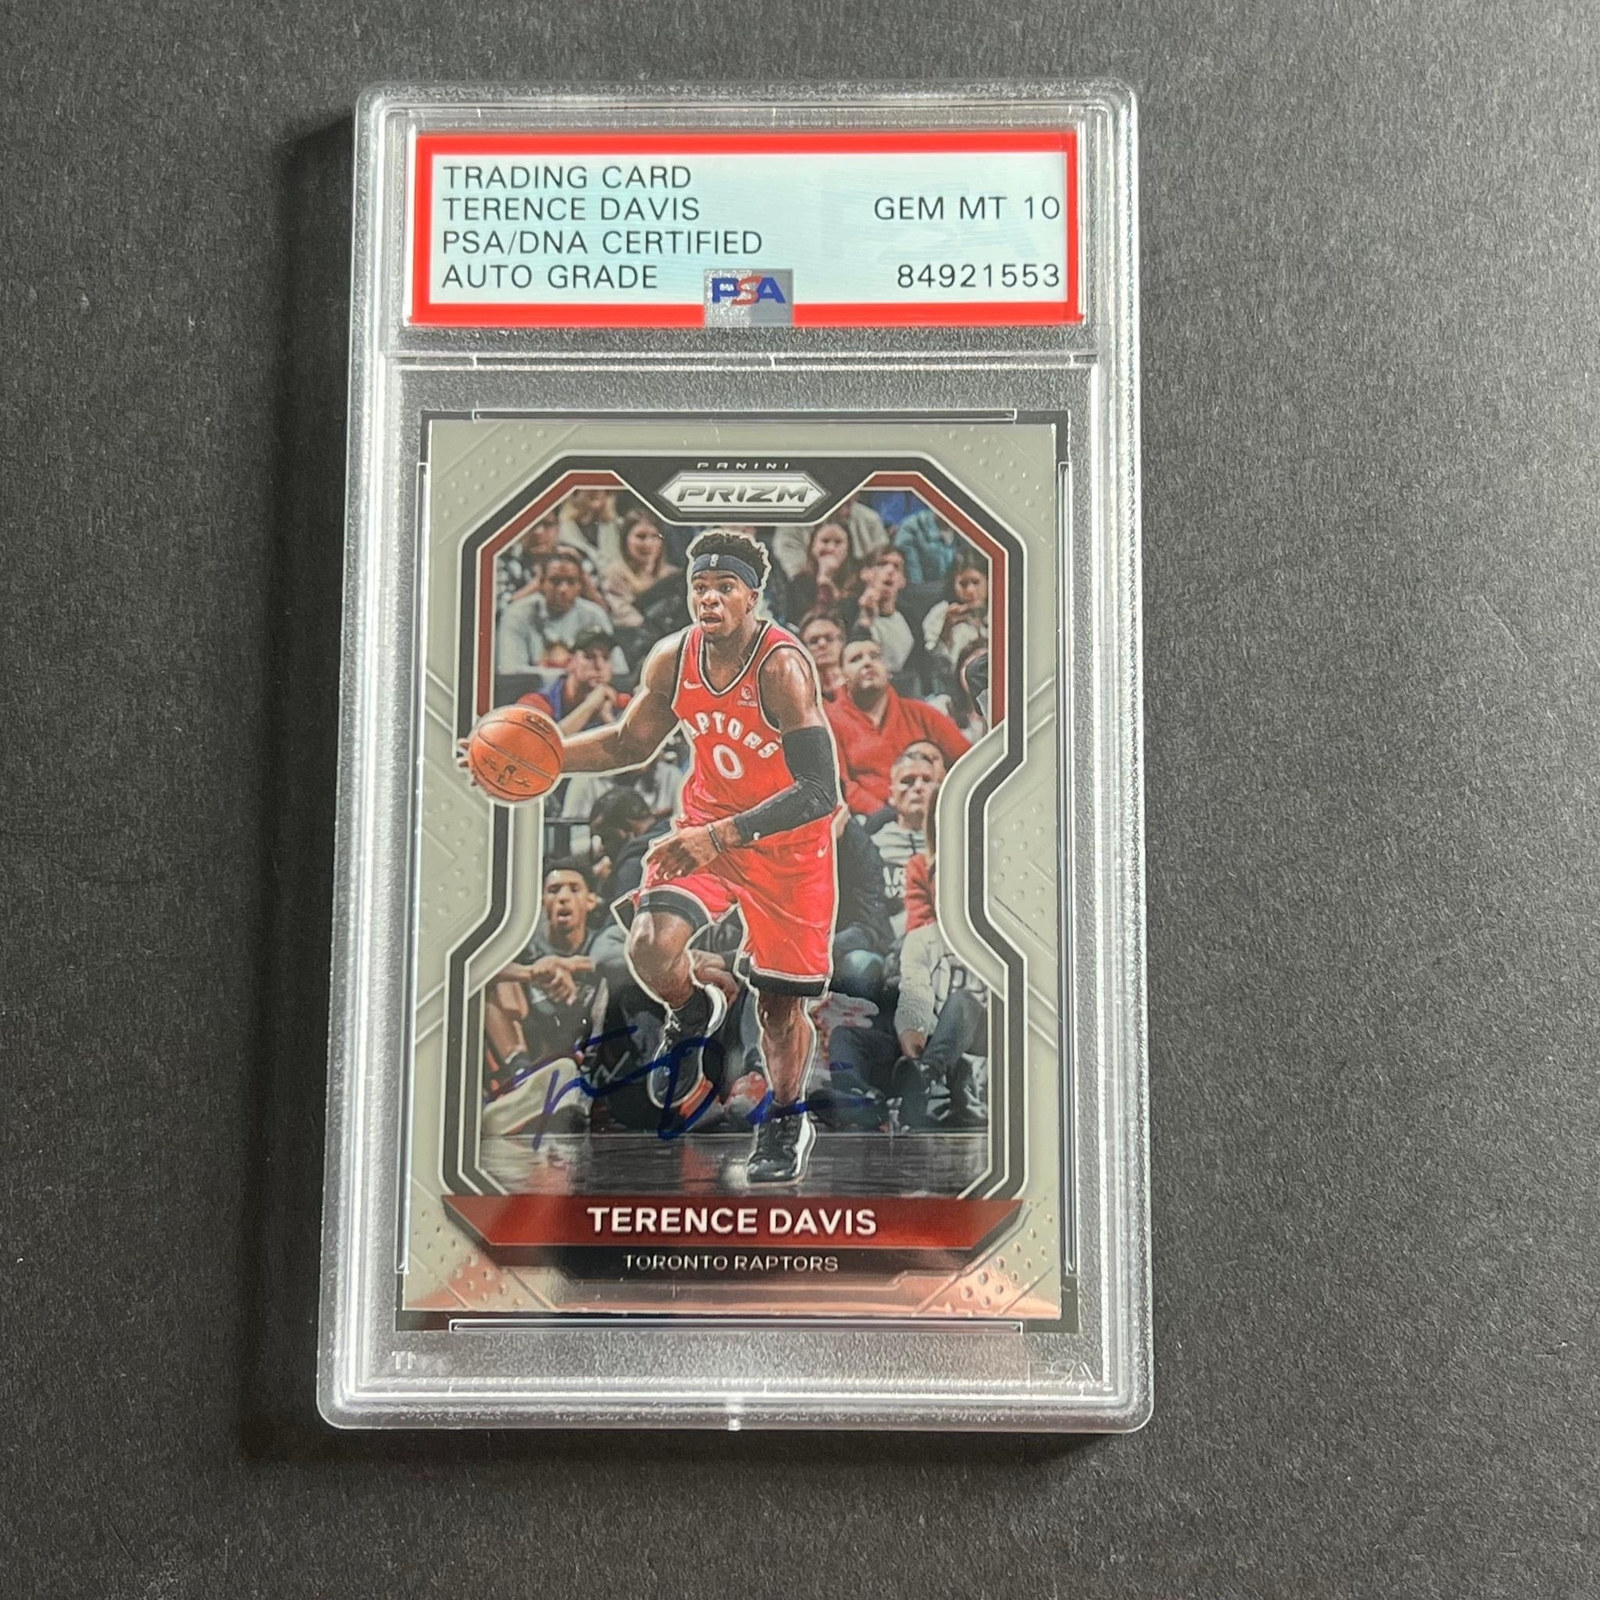 TRADING CARD
TERENCE DAVIS
PSA/DNA CERTIFIED
AUTO GRADE
GEM MT 10
84921553
PSA
PANINI
PRIZM
RAPTORS
0
TERENCE DAVIS
TORONTO RAPTORS
PSA